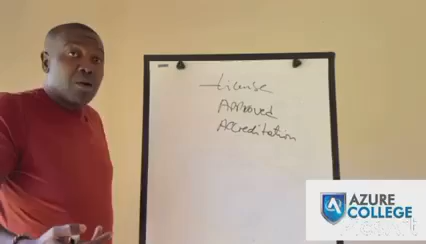 License
Approved
Accreditation
AZURE
COLLEGE